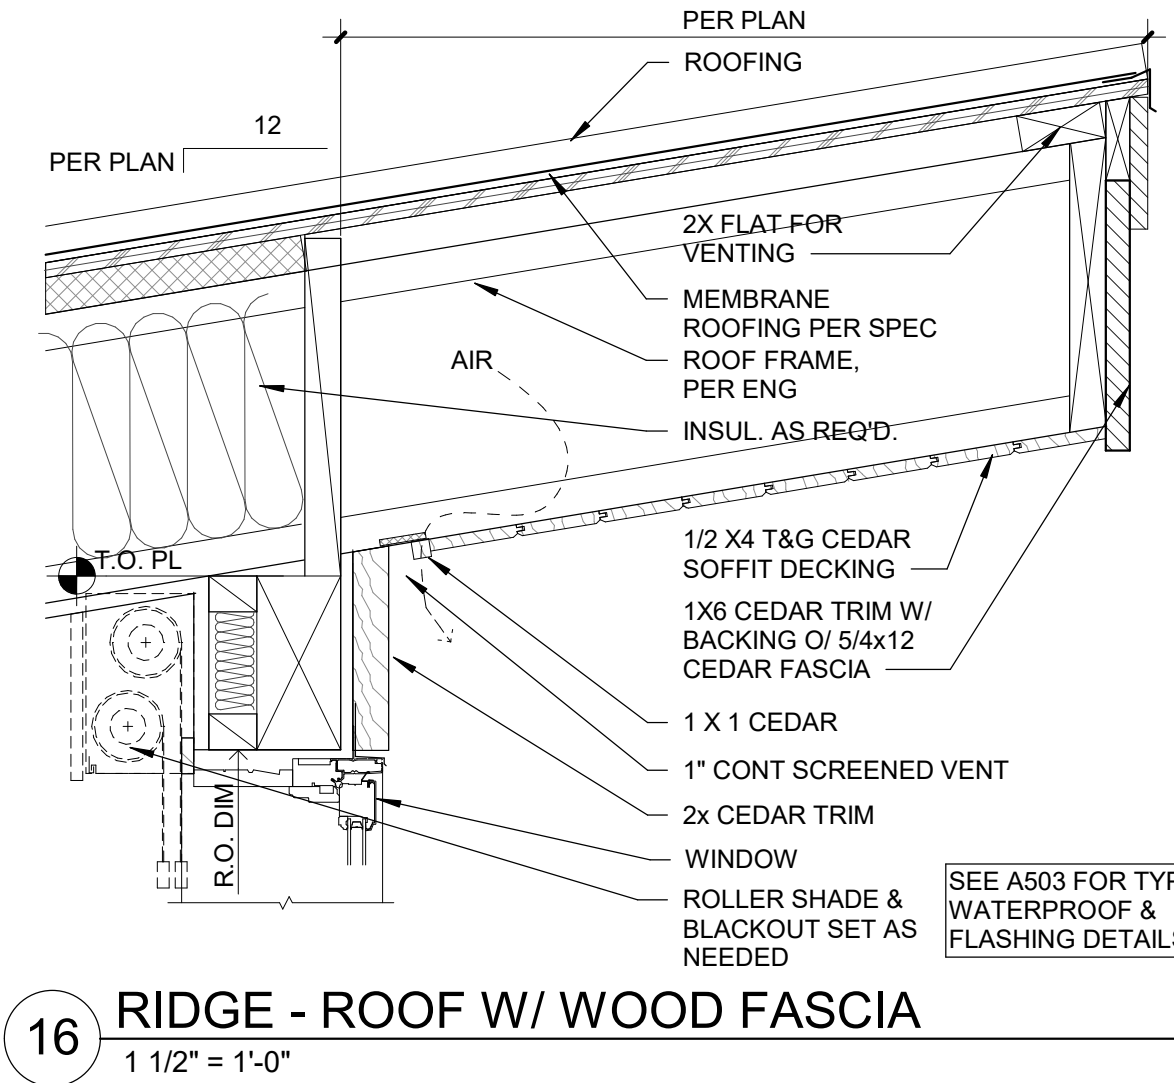 PER PLAN
ROOFING
12
PER PLAN
2X FLAT FOR
VENTING
MEMBRANE
ROOFING PER SPEC
ROOF FRAME,
PER ENG
AIR
INSUL. AS REQ'D.
1/2 X4 T&G CEDAR
SOFFIT DECKING
T.O. PL
1X6 CEDAR TRIM W/
BACKING O/ 5/4x12
CEDAR FASCIA
1 X 1 CEDAR
1" CONT SCREENED VENT
2x CEDAR TRIM
R.O. DIM
WINDOW
ROLLER SHADE &
BLACKOUT SET AS
NEEDED
SEE A503 FOR TYP
WATERPROOF &
FLASHING DETAILS
16
RIDGE - ROOF W/ WOOD FASCIA
1 1/2" = 1'-0"